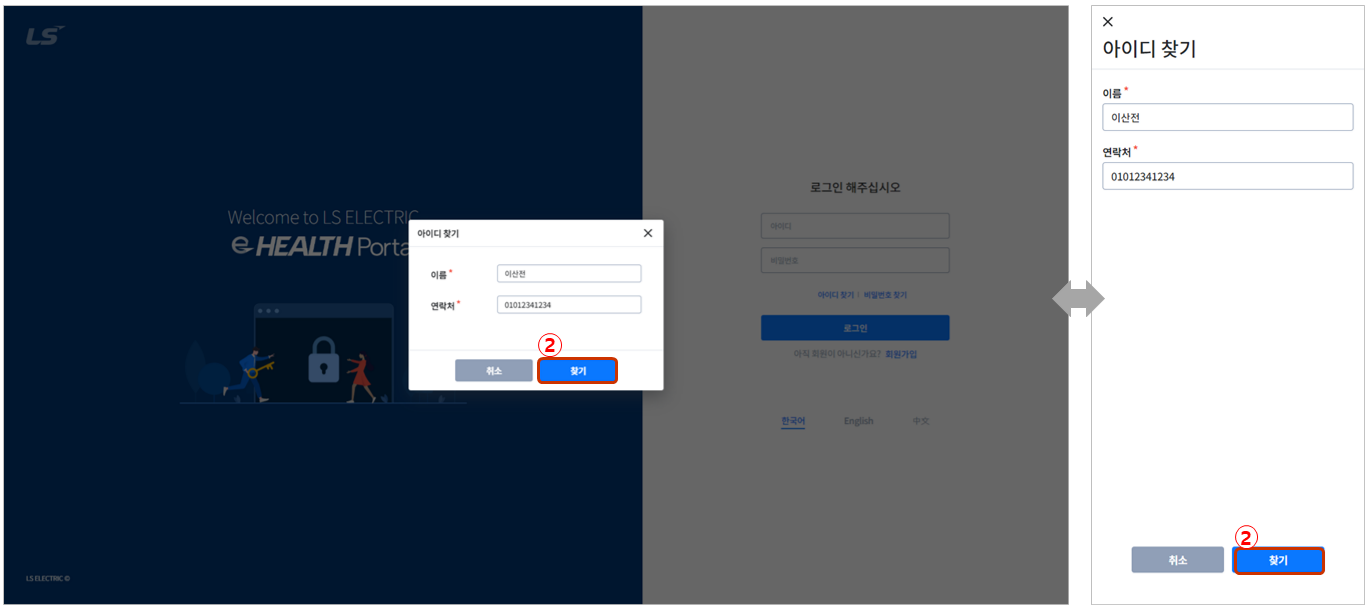 LS
Welcome to LS ELECTRIC
e HEALTH Porta
로그인 해주십시오
아이디
비밀번호
아이디 찾기 | 비밀번호 찾기
로그인
아직 회원이 아니신가요? 회원가입
한국어 English 中文
LS ELECTRIC ©
아이디 찾기
이름 *
이산전
연락처 *
01012341234
②
취소
찾기
아이디 찾기
이름 *
이산전
연락처 *
01012341234
②
취소
찾기